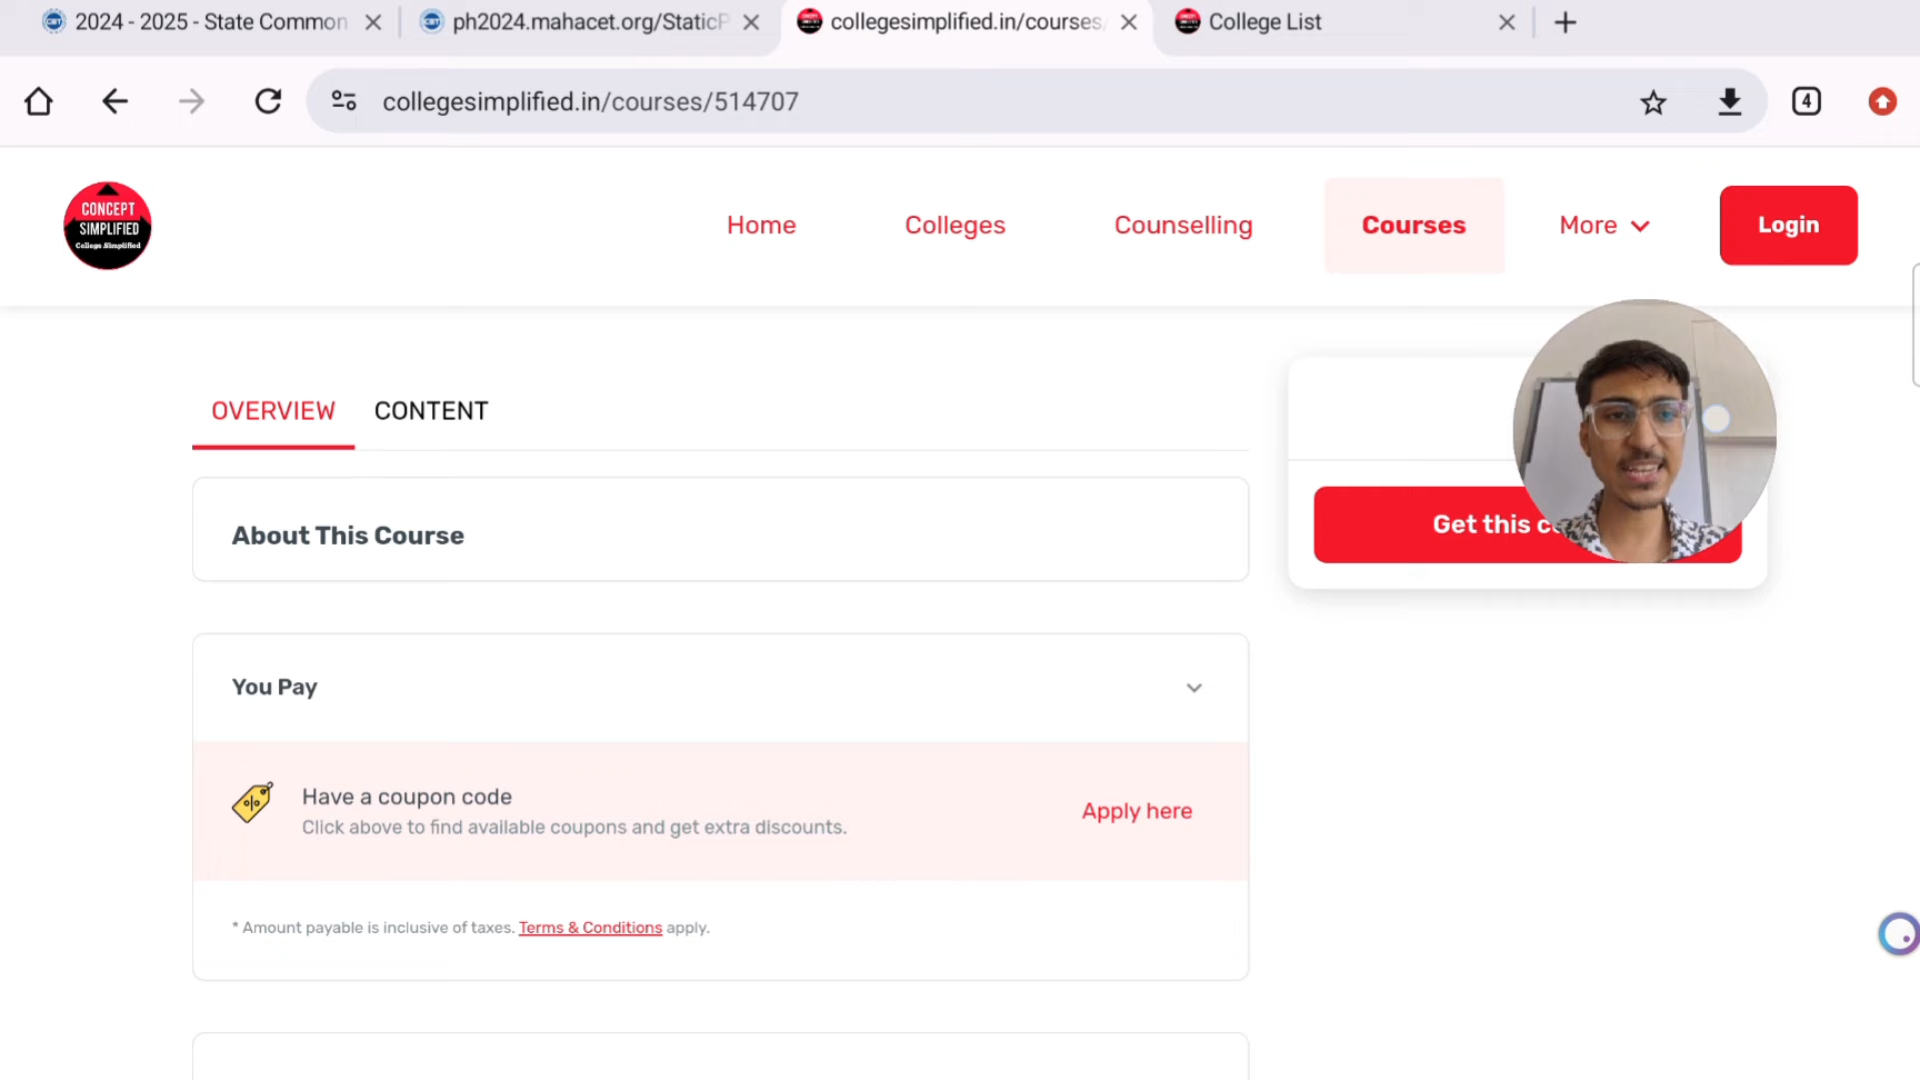 2024 - 2025 - State Common
ph2024.mahacet.org/StaticP
collegesimplified.in/courses/
College List
collegesimplified.in/courses/514707
4
CONCEPT
SIMPLIFIED
College Simplified
Home
Colleges
Counselling
Courses
More
Login
OVERVIEW
CONTENT
About This Course
Get this c
You Pay
Have a coupon code
Click above to find available coupons and get extra discounts.
Apply here
* Amount payable is inclusive of taxes. Terms & Conditions apply.